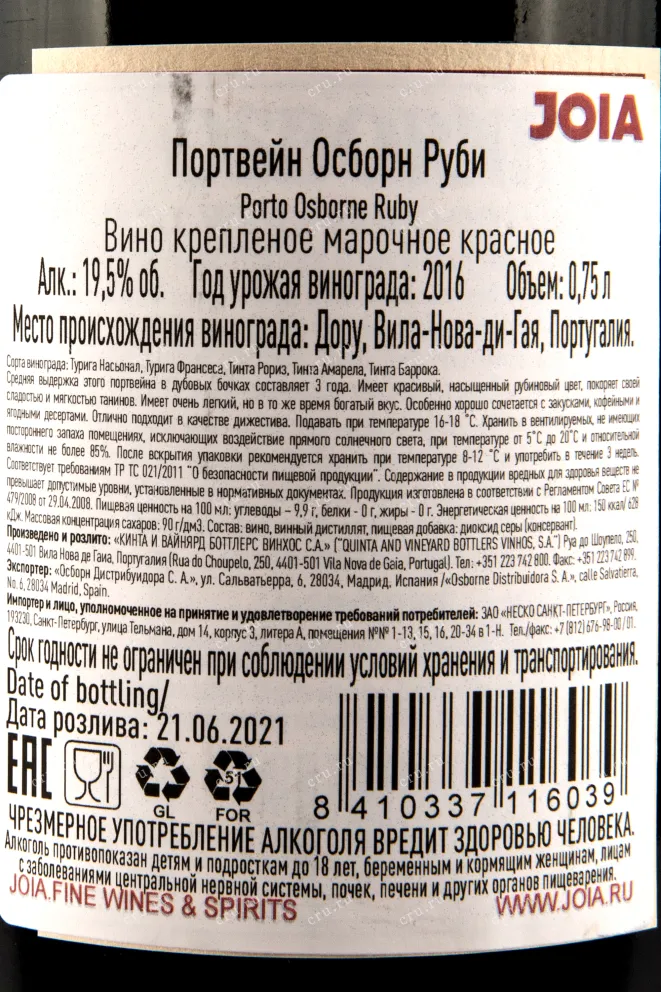 JOIA
Портвейн Осборн Руби
Porto Osborne Ruby
Вино крепленое марочное красное
Алк.: 19,5% об. Год урожая винограда: 2016 Объем: 0,75 л
Место происхождения винограда: Дору, Вила-Нова-ди-Гая, Португалия.
Сорта винограда: Турига Насьонал, Турига Франсеса, Тинта Рориз, Тинта Амарела, Тинта Баррока.
Средняя выдержка этого портвейна в дубовых бочках составляет 3 года. Имеет красивый, насыщенный рубиновый цвет, покоряет своей
сладостью и мягкостью танинов. Имеет очень легкий, но в то же время богатый вкус. Особенно хорошо сочетается с закусками, кофейными и
ягодными десертами. Отлично подходит в качестве дижестива. Подавать при температуре 16-18 °С. Хранить в вентилируемых, не имеющих
постороннего запаха помещениях, исключающих воздействие прямого солнечного света, при температуре от 5°С до 20°С и относительной
влажности не более 85%. После вскрытия упаковки рекомендуется хранить при температуре 8-12 °С и употребить в течение 3 недель.
Соответствует требованиям ТР ТС 021/2011 "О безопасности пищевой продукции". Содержание в продукции вредных для здоровья веществ не
превышает допустимые уровни, установленные в нормативных документах. Продукция изготовлена в соответствии с Регламентом Совета ЕС №
479/2008 от 29.04.2008. Пищевая ценность на 100 мл: углеводы – 9,9 г, белки - 0 г, жиры - 0 г. Энергетическая ценность на 100 мл: 150 ккал/ 628
кДж. Массовая концентрация сахаров: 90 г/дм3. Состав: вино, винный дистиллят, пищевая добавка: диоксид серы (консервант).
Произведено и розлито: «КИНТА И ВАЙНЯРД БОТТЛЕРС ВИНХОС С.А.» ("QUINTA AND VINEYARD BOTTLERS VINHOS, S.A.") Руа до Шоупело, 250,
4401-501 Вила Нова де Гаиа, Португалия (Rua do Choupelo, 250, 4401-501 Vila Nova de Gaia, Portugal). Тел: +351 223 742 800. Факс: +351 223 742 899.
Экспортер: «Осборн Дистрибуидора С. А.», ул. Сальватьерра, 6, 28034, Мадрид, Испания /«Osborne Distribuidora S. A.», calle Salvatierra,
No. 6, 28034 Madrid, Spain.
Импортер и лицо, уполномоченное на принятие и удовлетворение требований потребителей: ЗАО «НЕСКО САНКТ-ПЕТЕРБУРГ», Россия,
193230, Санкт-Петербург, улица Тельмана, дом 14, корпус 3, литера А, помещения №№ 1-13, 15, 16, 20-34 в 1-Н. Тел./факс: +7 (812) 676-98-00/ 01.
Срок годности не ограничен при соблюдении условий хранения и транспортирования.
Date of bottling/
Дата розлива: 21.06.2021
EAC
GL
51
FOR
8 410337 116039
ЧРЕЗМЕРНОЕ УПОТРЕБЛЕНИЕ АЛКОГОЛЯ ВРЕДИТ ЗДОРОВЬЮ ЧЕЛОВЕКА.
Алкоголь противопоказан детям и подросткам до 18 лет, беременным и кормящим женщинам, лицам
с заболеваниями центральной нервной системы, почек, печени и других органов пищеварения.
JOIA.FINE WINES & SPIRITS
WWW.JOIA.RU